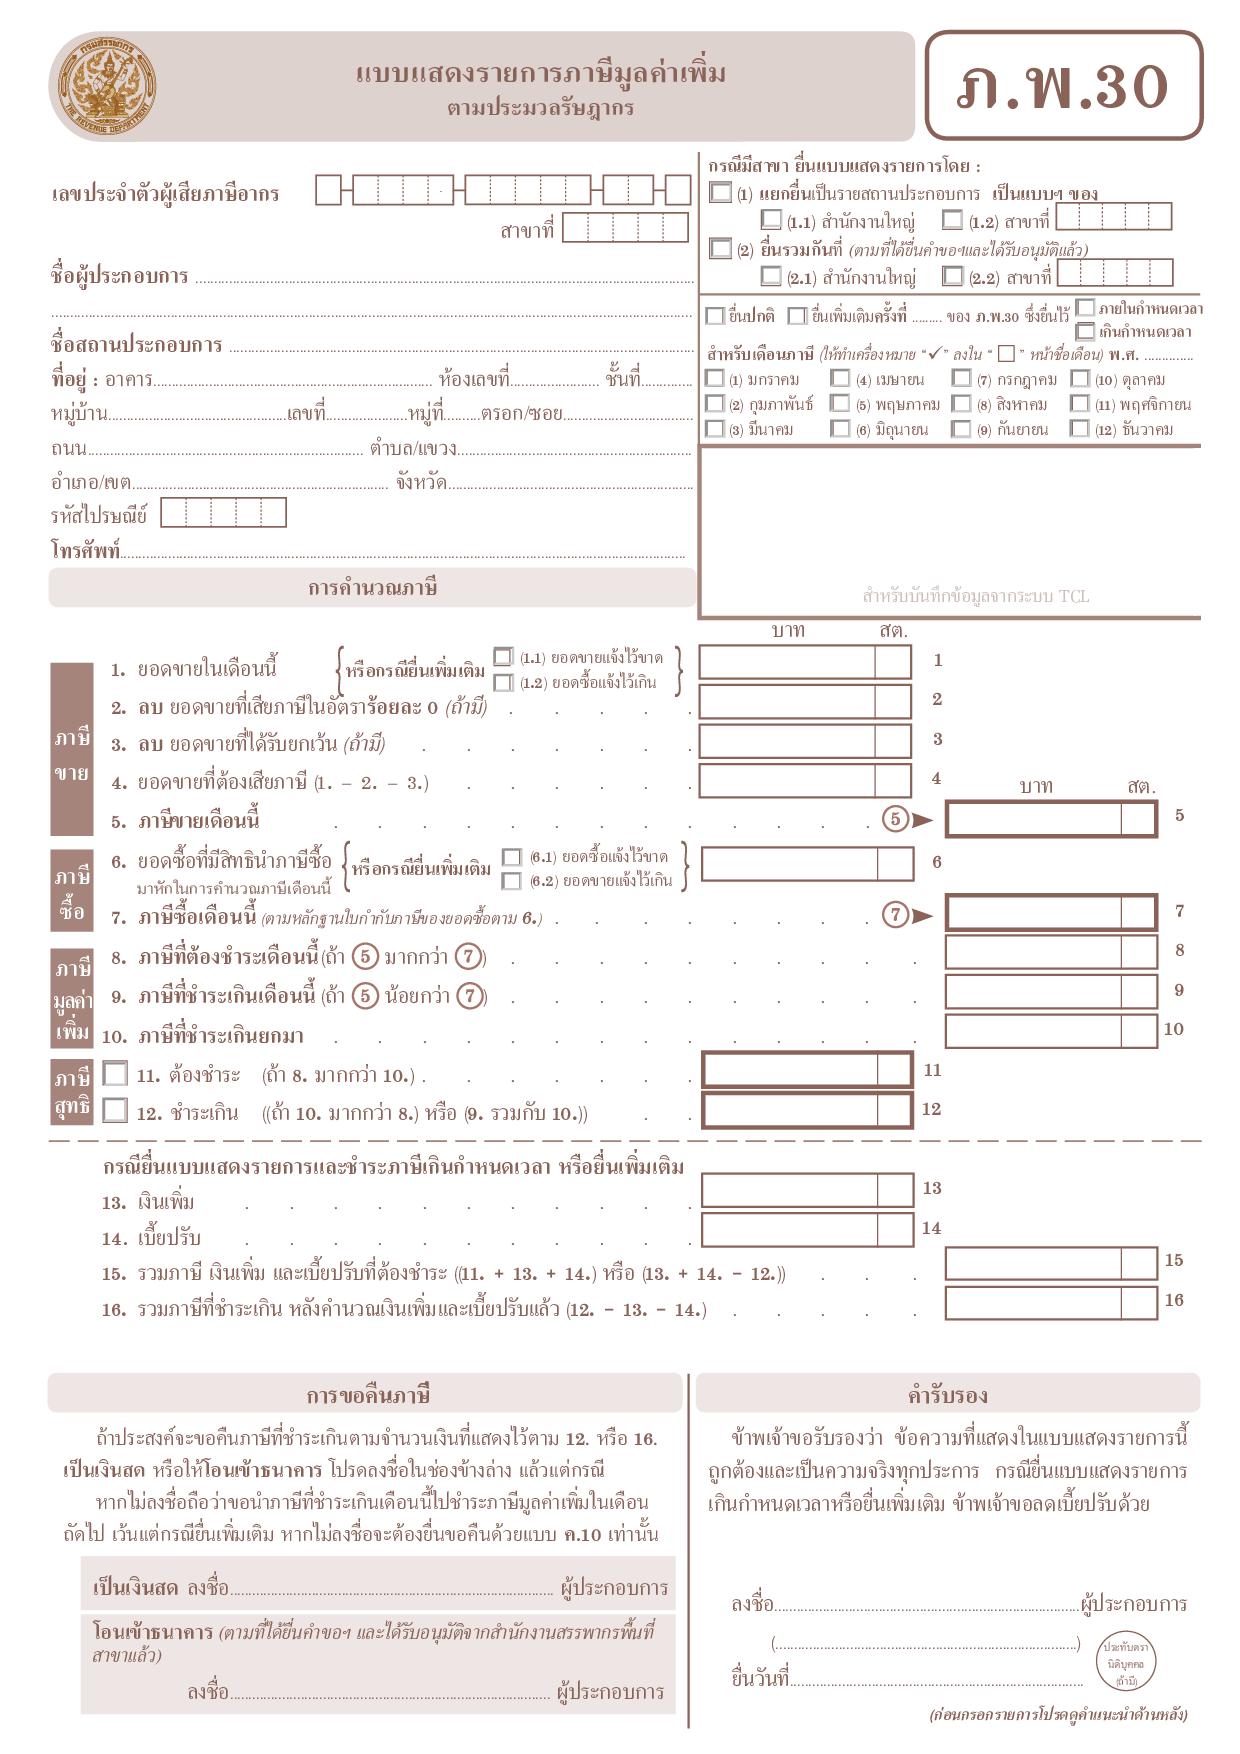 กรมสรรพากร
THE REVENUE DEPARTMENT
แบบแสดงรายการภาษีมูลค่าเพิ่ม
ตามประมวลรัษฎากร
ภ.พ.30
เลขประจำตัวผู้เสียภาษีอากร
สาขาที่
ชื่อผู้ประกอบการ
ชื่อสถานประกอบการ
ที่อยู่ : อาคาร ห้องเลขที่ ชั้นที่
หมู่บ้าน เลขที่ หมู่ที่ ตรอก/ซอย
ถนน ตำบล/แขวง
อำเภอ/เขต จังหวัด
รหัสไปรษณีย์
โทรศัพท์
กรณีมีสาขา ยื่นแบบแสดงรายการโดย :
(1) แยกยื่นเป็นรายสถานประกอบการ เป็นแบบฯ ของ
(1.1) สำนักงานใหญ่ (1.2) สาขาที่
(2) ยื่นรวมกันที่ (ตามที่ได้ยื่นคำขอฯและได้รับอนุมัติแล้ว)
(2.1) สำนักงานใหญ่ (2.2) สาขาที่
ยื่นปกติ ยื่นเพิ่มเติมครั้งที่ ......... ของ ภ.พ.30 ซึ่งยื่นไว้ ภายในกำหนดเวลา
เกินกำหนดเวลา
สำหรับเดือนภาษี (ให้ทำเครื่องหมาย “✓” ลงใน “ ☐ ” หน้าชื่อเดือน) พ.ศ. ..............
(1) มกราคม (4) เมษายน (7) กรกฎาคม (10) ตุลาคม
(2) กุมภาพันธ์ (5) พฤษภาคม (8) สิงหาคม (11) พฤศจิกายน
(3) มีนาคม (6) มิถุนายน (9) กันยายน (12) ธันวาคม
สำหรับบันทึกข้อมูลจากระบบ TCL
การคำนวณภาษี
บาท สต.
ภาษี
ขาย
1. ยอดขายในเดือนนี้ หรือกรณียื่นเพิ่มเติม (1.1) ยอดขายแจ้งไว้ขาด 1
(1.2) ยอดซื้อแจ้งไว้เกิน
2. ลบ ยอดขายที่เสียภาษีในอัตราร้อยละ 0 (ถ้ามี) 2
3. ลบ ยอดขายที่ได้รับยกเว้น (ถ้ามี) 3
4. ยอดขายที่ต้องเสียภาษี (1. – 2. – 3.) 4
บาท สต.
5. ภาษีขายเดือนนี้ 5 5
ภาษี
ซื้อ
6. ยอดซื้อที่มีสิทธินำภาษีซื้อ หรือกรณียื่นเพิ่มเติม (6.1) ยอดซื้อแจ้งไว้ขาด 6
มาหักในการคำนวณภาษีเดือนนี้ (6.2) ยอดขายแจ้งไว้เกิน
7. ภาษีซื้อเดือนนี้ (ตามหลักฐานใบกำกับภาษีของยอดซื้อตาม 6.) 7 7
ภาษี
มูลค่า
เพิ่ม
8. ภาษีที่ต้องชำระเดือนนี้ (ถ้า 5 มากกว่า 7) 8
9. ภาษีที่ชำระเกินเดือนนี้ (ถ้า 5 น้อยกว่า 7) 9
10. ภาษีที่ชำระเกินยกมา 10
ภาษี
สุทธิ
11. ต้องชำระ (ถ้า 8. มากกว่า 10.) 11
12. ชำระเกิน ((ถ้า 10. มากกว่า 8.) หรือ (9. รวมกับ 10.)) 12
กรณียื่นแบบแสดงรายการและชำระภาษีเกินกำหนดเวลา หรือยื่นเพิ่มเติม
13. เงินเพิ่ม 13
14. เบี้ยปรับ 14
15. รวมภาษี เงินเพิ่ม และเบี้ยปรับที่ต้องชำระ ((11. + 13. + 14.) หรือ (13. + 14. – 12.)) 15
16. รวมภาษีที่ชำระเกิน หลังคำนวณเงินเพิ่มและเบี้ยปรับแล้ว (12. – 13. – 14.) 16
การขอคืนภาษี
ถ้าประสงค์จะขอคืนภาษีที่ชำระเกินตามจำนวนเงินที่แสดงไว้ตาม 12. หรือ 16.
เป็นเงินสด หรือให้โอนเข้าธนาคาร โปรดลงชื่อในช่องข้างล่าง แล้วแต่กรณี
หากไม่ลงชื่อถือว่าขอนำภาษีที่ชำระเกินเดือนนี้ไปชำระภาษีมูลค่าเพิ่มในเดือน
ถัดไป เว้นแต่กรณียื่นเพิ่มเติม หากไม่ลงชื่อจะต้องยื่นขอคืนด้วยแบบ ค.10 เท่านั้น
เป็นเงินสด ลงชื่อ ผู้ประกอบการ
โอนเข้าธนาคาร (ตามที่ได้ยื่นคำขอฯ และได้รับอนุมัติจากสำนักงานสรรพากรพื้นที่
สาขาแล้ว)
ลงชื่อ ผู้ประกอบการ
คำรับรอง
ข้าพเจ้าขอรับรองว่า ข้อความที่แสดงในแบบแสดงรายการนี้
ถูกต้องและเป็นความจริงทุกประการ กรณียื่นแบบแสดงรายการ
เกินกำหนดเวลาหรือยื่นเพิ่มเติม ข้าพเจ้าขอลดเบี้ยปรับด้วย
ลงชื่อ ผู้ประกอบการ
( )
ยื่นวันที่
ประทับตรา
นิติบุคคล
(ถ้ามี)
(ก่อนกรอกรายการโปรดดูคำแนะนำด้านหลัง)